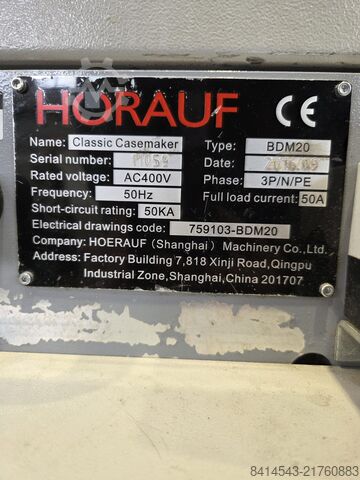 HORAUF CE
Name: Classic Casemaker Type: BDM20
Serial number: Date:
Rated voltage: AC400V Phase: 3P/N/PE
Frequency: 50Hz Full load current: 50A
Short-circuit rating: 50KA
Electrical drawings code: 759103-BDM20
Company: HOERAUF (Shanghai) Machinery Co.,Ltd.
Address: Factory Building 7,818 Xinji Road,Qingpu
Industrial Zone,Shanghai,China 201707
8414543-21760883